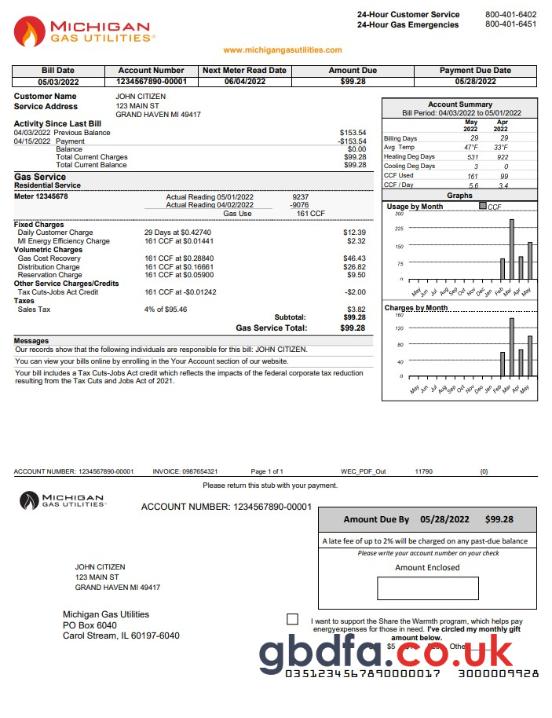 MICHIGAN
GAS UTILITIES®
24-Hour Customer Service 800-401-6402
24-Hour Gas Emergencies 800-401-6451
www.michigangasutilities.com
Bill Date Account Number Next Meter Read Date Amount Due Payment Due Date
05/03/2022 1234567890-00001 06/04/2022 $99.28 05/28/2022
Customer Name JOHN CITIZEN
Service Address 123 MAIN ST
GRAND HAVEN MI 49417
Activity Since Last Bill
04/03/2022 Previous Balance $153.54
04/15/2022 Payment -$153.54
Balance $0.00
Total Current Charges $99.28
Total Current Balance $99.28
Gas Service
Residential Service
Meter 12345678 Actual Reading 05/01/2022 9237
Actual Reading 04/02/2022 -9076
Gas Use 161 CCF
Fixed Charges
Daily Customer Charge 29 Days at $0.42740 $12.39
MI Energy Efficiency Charge 161 CCF at $0.01441 $2.32
Volumetric Charges
Gas Cost Recovery 161 CCF at $0.28840 $46.43
Distribution Charge 161 CCF at $0.16661 $26.82
Reservation Charge 161 CCF at $0.05900 $9.50
Other Service Charges/Credits
Tax Cuts-Jobs Act Credit 161 CCF at -$0.01242 -$2.00
Taxes
Sales Tax 4% of $95.46 $3.82
Subtotal: $99.28
Gas Service Total: $99.28
Messages
Our records show that the following individuals are responsible for this bill: JOHN CITIZEN.
You can view your bills online by enrolling in the Your Account section of our website.
Your bill includes a Tax Cuts-Jobs Act credit which reflects the impacts of the federal corporate tax reduction
resulting from the Tax Cuts and Jobs Act of 2021.
Account Summary
Bill Period: 04/03/2022 to 05/01/2022
May Apr
2022 2022
Billing Days 29 29
Avg Temp 47°F 33°F
Heating Deg Days 531 922
Cooling Deg Days 3 0
CCF Used 161 99
CCF / Day 5.6 3.4
Graphs
Usage by Month CCF
300
225
150
75
0
May Jun Jul Aug Sep Oct Nov Dec Jan Feb Mar Apr May
Charges by Month
160
120
80
40
0
May Jun Jul Aug Sep Oct Nov Dec Jan Feb Mar Apr May
ACCOUNT NUMBER: 1234567890-00001 INVOICE: 0987654321 Page 1 of 1 WEC_PDF_Out 11790 {0}
Please return this stub with your payment.
MICHIGAN
GAS UTILITIES®
ACCOUNT NUMBER: 1234567890-00001
Amount Due By 05/28/2022 $99.28
A late fee of up to 2% will be charged on any past-due balance
Please write your account number on your check
Amount Enclosed
JOHN CITIZEN
123 MAIN ST
GRAND HAVEN MI 49417
Michigan Gas Utilities
PO Box 6040
Carol Stream, IL 60197-6040
I want to support the Share the Warmth program, which helps pay
energyexpenses for those in need. I've circled my monthly gift
amount below.
$5
gbdfa.co.uk
0351234567890000017 3000009928